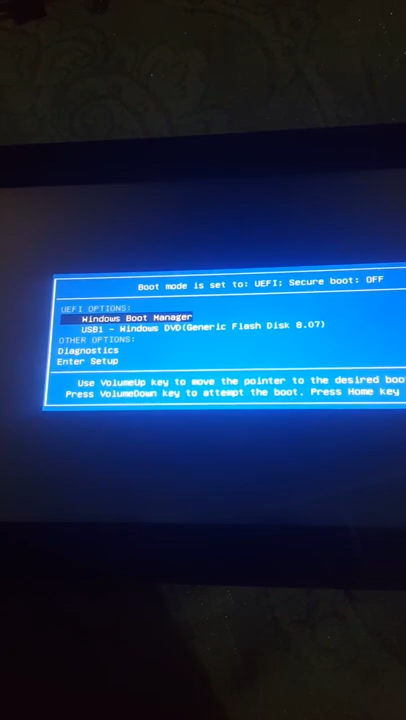 Boot mode is set to: UEFI; Secure boot: OFF
UEFI OPTIONS:
Windows Boot Manager
USB1 - Windows DVD(Generic Flash Disk 8.07)
OTHER OPTIONS:
Diagnostics
Enter Setup
Use VolumeUp key to move the pointer to the desired boo
Press VolumeDown key to attempt the boot. Press Home key